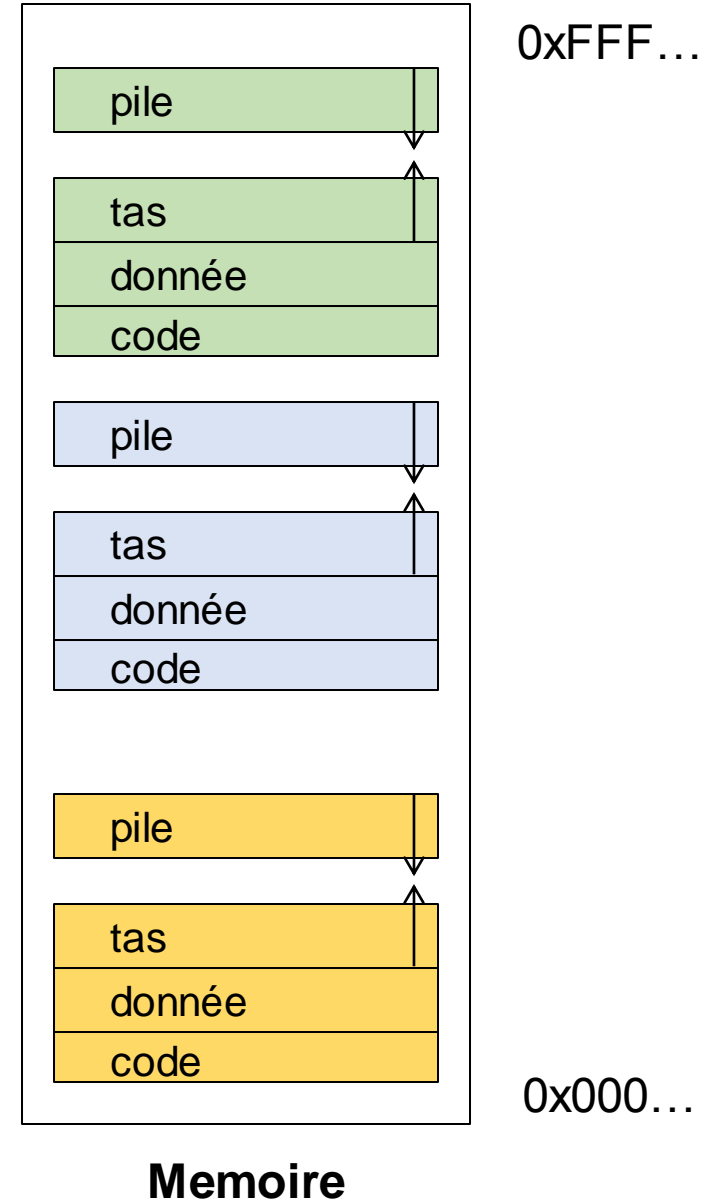 0xFFF…
pile
tas
donnée
code
pile
tas
donnée
code
pile
tas
donnée
code
0x000…
Memoire